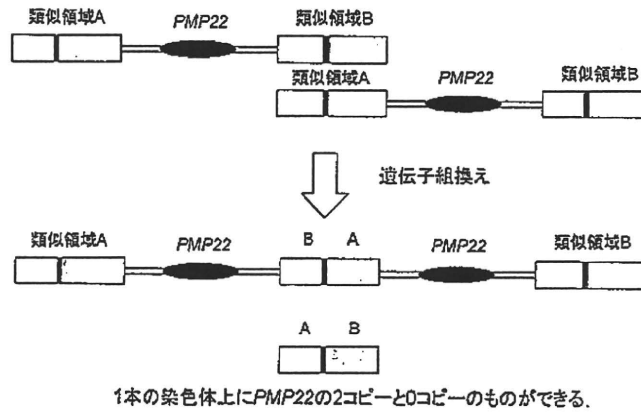 類似領域A PMP22 類似領域B
類似領域A PMP22 類似領域B
遺伝子組換え
類似領域A PMP22 B A PMP22 類似領域B
A B
1本の染色体上にPMP22の2コピーと0コピーのものができる.